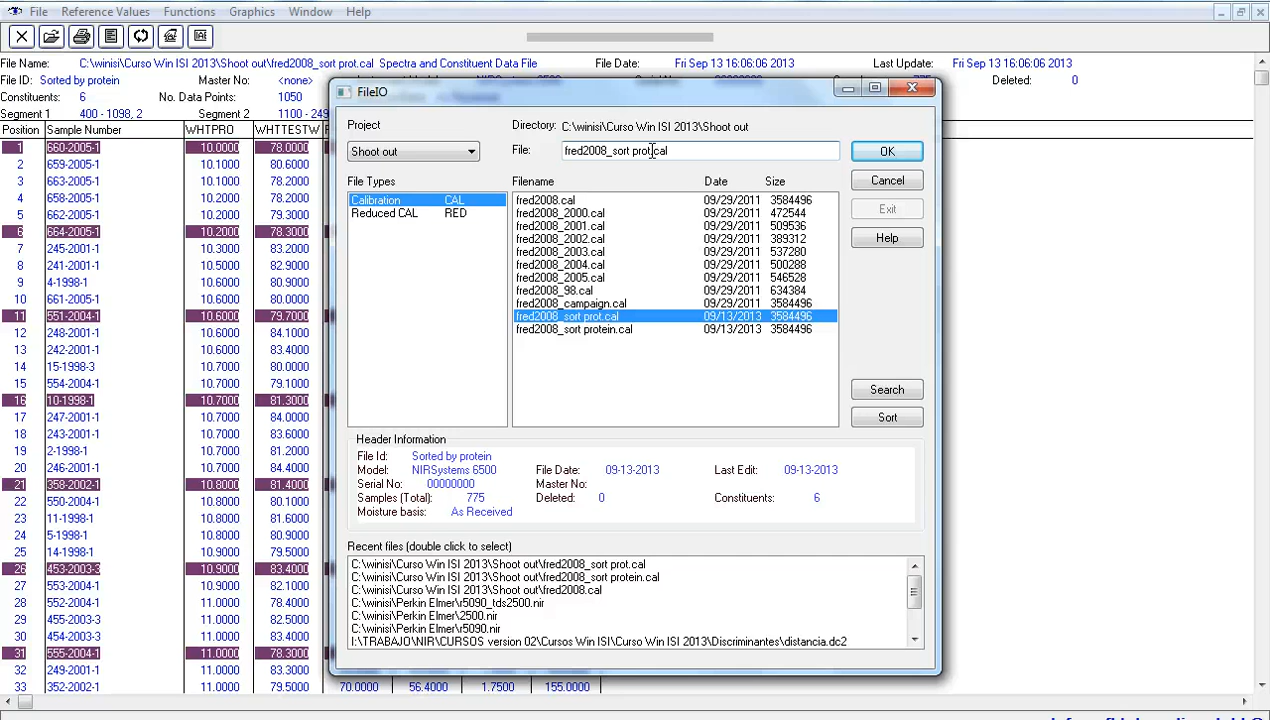 File Reference Values Functions Graphics Window Help
File Name: C:\winisi\Curso Win ISI 2013\Shoot out\fred2008_sort prot.cal Spectra and Constituent Data File File Date: Fri Sep 13 16:06:06 2013 Last Update: Fri Sep 13 16:06:06 2013
File ID: Sorted by protein Master No: <none> Deleted: 0
Constituents: 6 No. Data Points: 1050
Segment 1 400 - 1098, 2 Segment 2 1100 - 249
Position Sample Number WHTPRO WHTTESTW
1 660-2005-1 10.0000 78.0000
2 659-2005-1 10.1000 80.6000
3 663-2005-1 10.1000 78.2000
4 658-2005-1 10.2000 79.2000
5 662-2005-1 10.2000 79.3000
6 664-2005-1 10.2000 78.3000
7 245-2001-1 10.3000 83.2000
8 241-2001-1 10.5000 82.9000
9 4-1998-1 10.6000 79.2000
10 661-2005-1 10.6000 78.9000
11 551-2004-1 10.6000 79.7000
12 248-2001-1 10.6000 84.1000
13 242-2001-1 10.6000 83.4000
14 15-1998-3 10.7000 80.0000
15 554-2004-1 10.7000 79.1000
16 10-1998-1 10.7000 81.3000
17 247-2001-1 10.7000 84.0000
18 243-2001-1 10.7000 83.6000
19 2-1998-1 10.7000 81.2000
20 246-2001-1 10.7000 84.4000
21 358-2002-1 10.8000 81.4000
22 550-2004-1 10.8000 80.1000
23 11-1998-1 10.8000 81.6000
24 5-1998-1 10.8000 80.9000
25 14-1998-1 10.9000 79.5000
26 453-2003-3 10.9000 83.4000
27 553-2004-1 10.9000 82.1000
28 552-2004-1 11.0000 78.4000
29 455-2003-3 11.0000 82.5000
30 454-2003-3 11.0000 83.4000
31 555-2004-1 11.0000 78.3000
32 249-2001-1 11.0000 83.4000
33 352-2002-1 11.0000 79.5000 70.0000 56.4000 1.7500 155.0000
FileIO
Project
Shoot out
Directory: C:\winisi\Curso Win ISI 2013\Shoot out
File: fred2008_sort prot.cal
OK
Cancel
Exit
Help
Search
Sort
File Types
Calibration CAL
Reduced CAL RED
Filename Date Size
fred2008.cal 09/29/2011 3584496
fred2008_2000.cal 09/29/2011 472544
fred2008_2001.cal 09/29/2011 509536
fred2008_2002.cal 09/29/2011 389312
fred2008_2003.cal 09/29/2011 537280
fred2008_2004.cal 09/29/2011 500288
fred2008_2005.cal 09/29/2011 546528
fred2008_98.cal 09/29/2011 634384
fred2008_campaign.cal 09/29/2011 3584496
fred2008_sort prot.cal 09/13/2013 3584496
fred2008_sort protein.cal 09/13/2013 3584496
Header Information
File Id: Sorted by protein
Model: NIRSystems 6500 File Date: 09-13-2013 Last Edit: 09-13-2013
Serial No: 00000000 Master No:
Samples (Total): 775 Deleted: 0 Constituents: 6
Moisture basis: As Received
Recent files (double click to select)
C:\winisi\Curso Win ISI 2013\Shoot out\fred2008_sort prot.cal
C:\winisi\Curso Win ISI 2013\Shoot out\fred2008_sort protein.cal
C:\winisi\Curso Win ISI 2013\Shoot out\fred2008.cal
C:\winisi\Perkin Elmer\r5090_tds2500.nir
C:\winisi\Perkin Elmer\2500.nir
C:\winisi\Perkin Elmer\r5090.nir
I:\TRABAJO\NIR\CURSOS version 02\Cursos Win ISI\Curso Win ISI 2013\Discriminantes\distancia.dc2